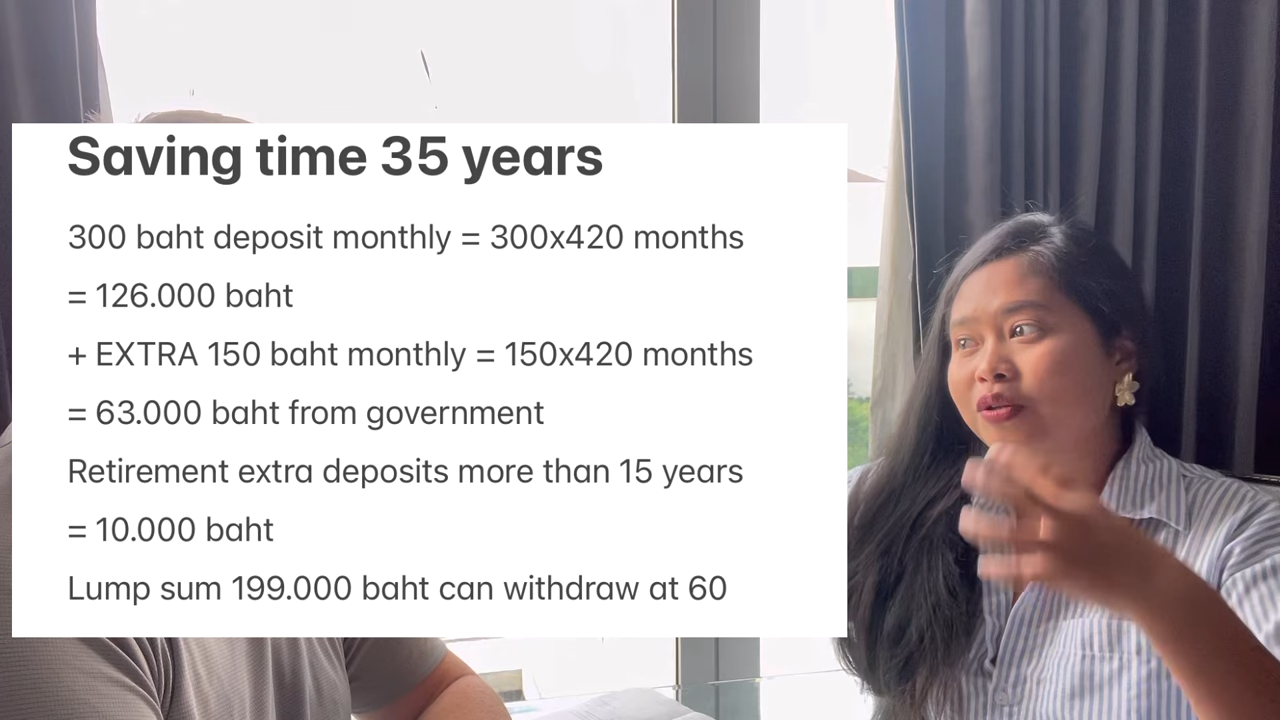 Saving time 35 years
300 baht deposit monthly = 300x420 months
= 126.000 baht
+ EXTRA 150 baht monthly = 150x420 months
= 63.000 baht from government
Retirement extra deposits more than 15 years
= 10.000 baht
Lump sum 199.000 baht can withdraw at 60